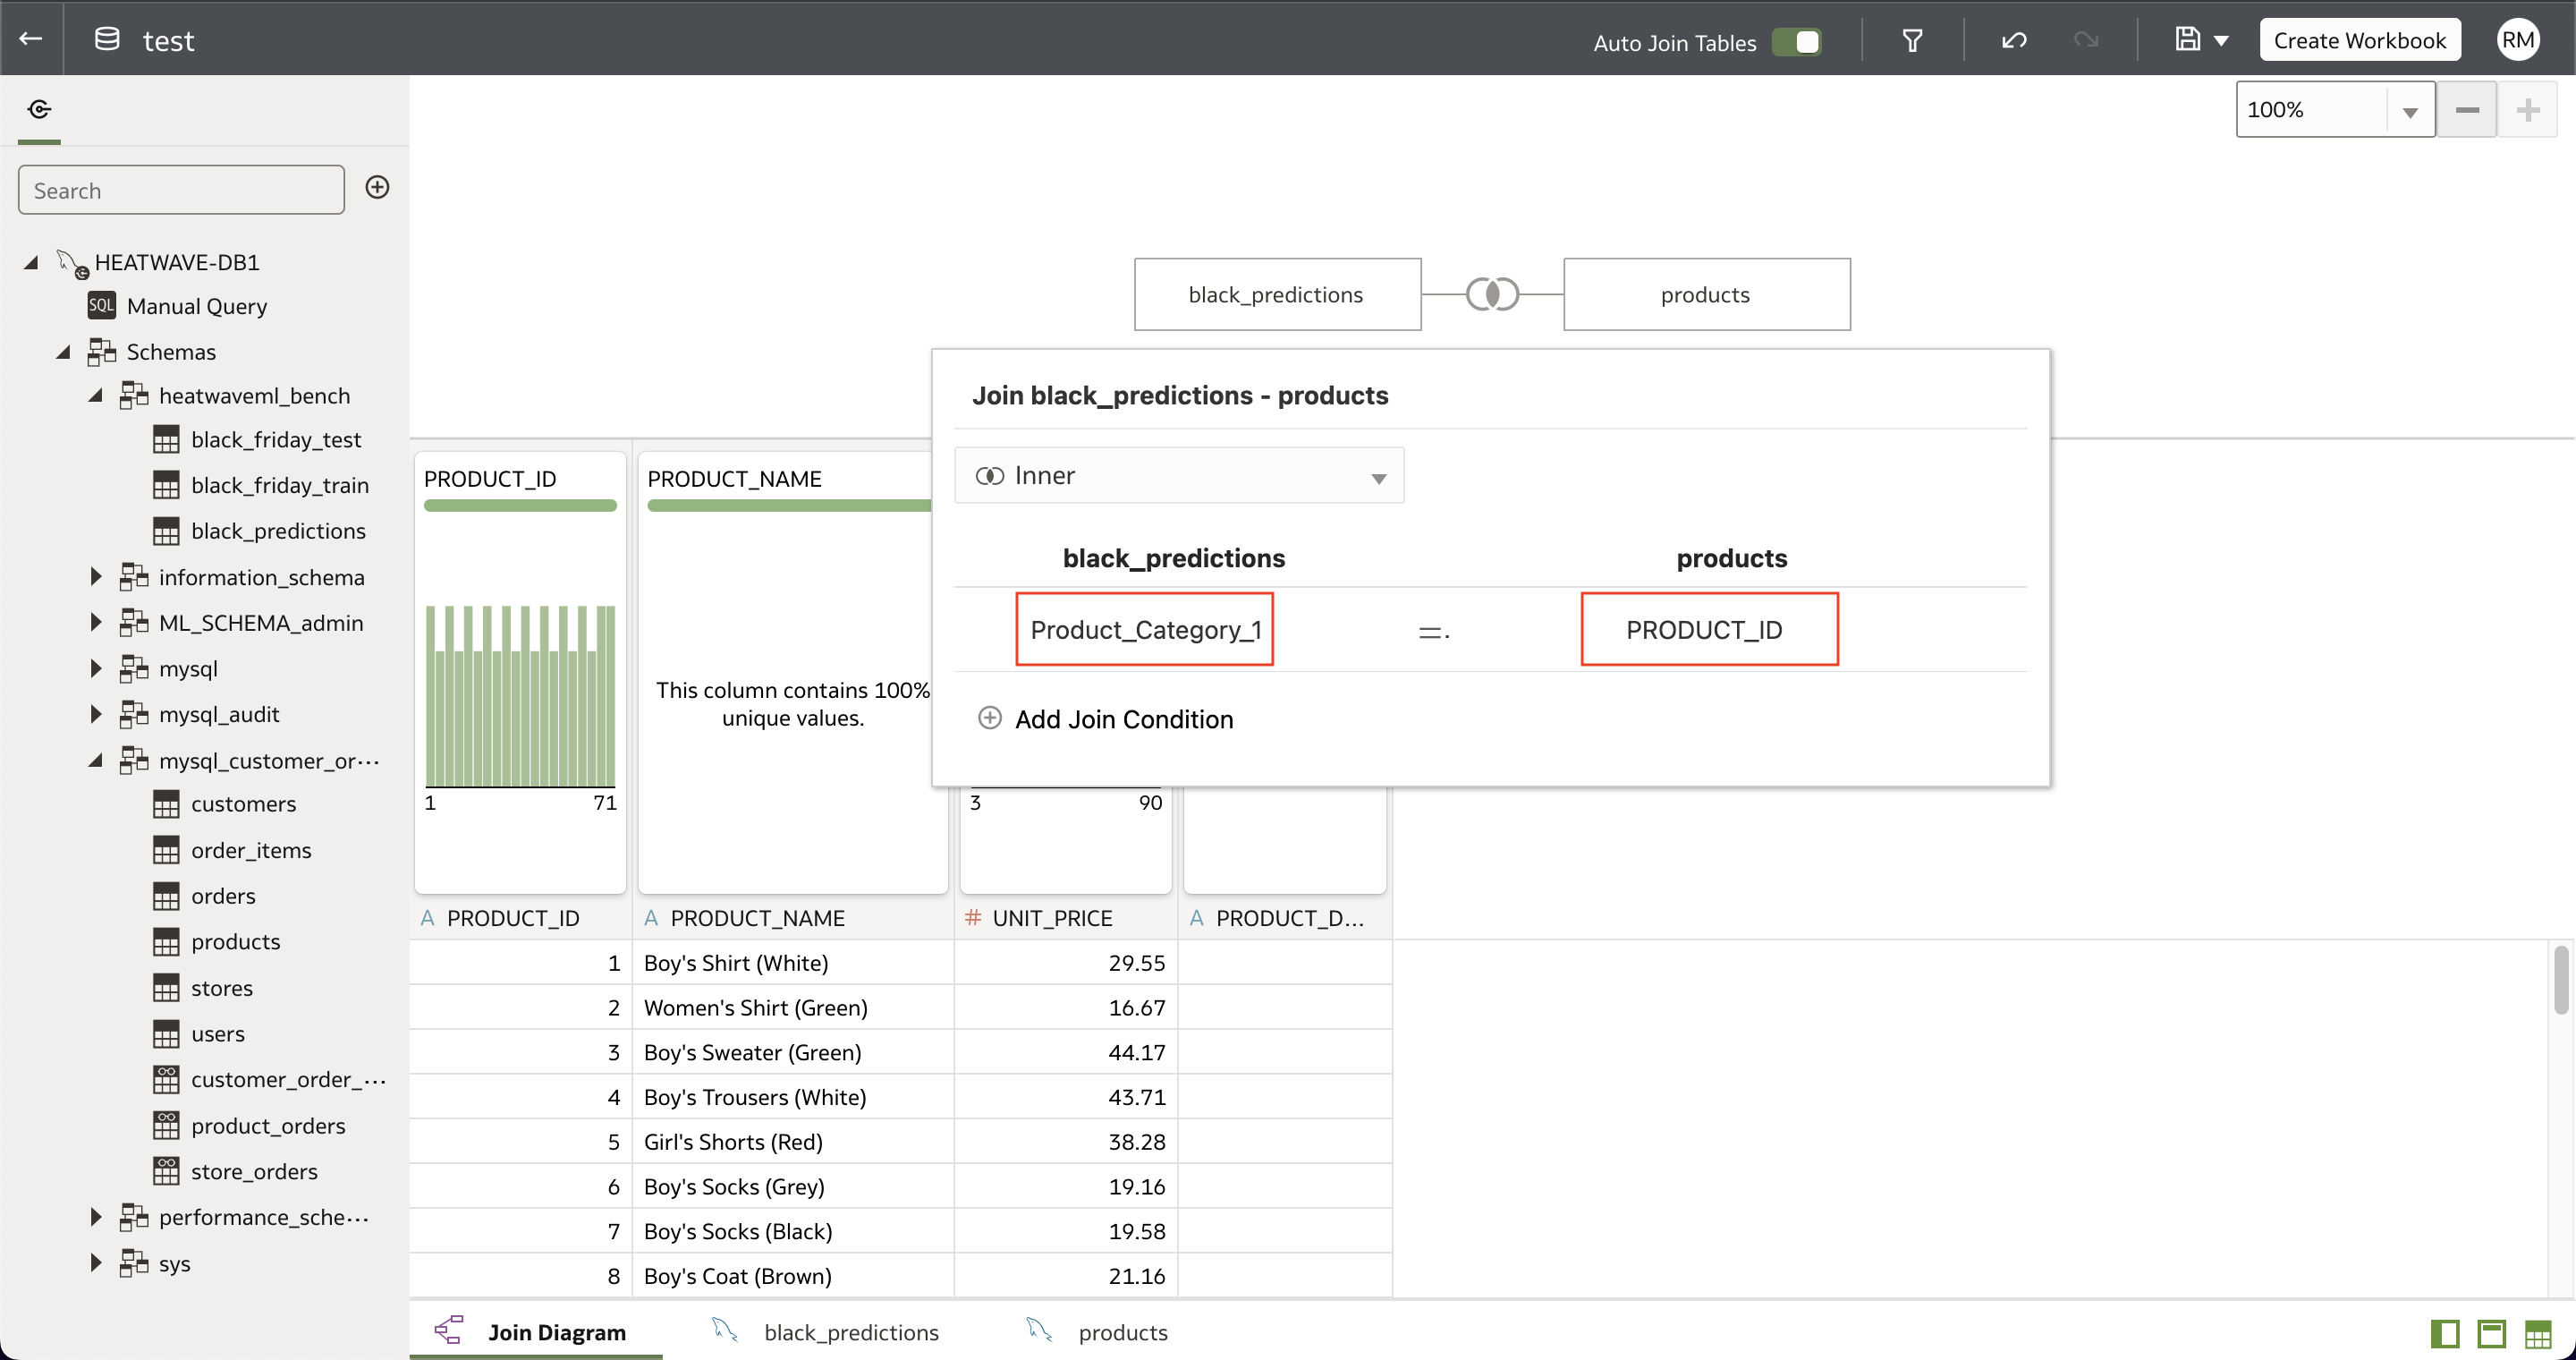 test
Auto Join Tables
Create Workbook
RM
100%
Search
HEATWAVE-DB1
SQL Manual Query
Schemas
heatwaveml_bench
black_friday_test
black_friday_train
black_predictions
information_schema
ML_SCHEMA_admin
mysql
mysql_audit
mysql_customer_or...
customers
order_items
orders
products
stores
users
customer_order_...
product_orders
store_orders
performance_sche...
sys
black_predictions
products
Join black_predictions - products
Inner
black_predictions products
Product_Category_1 =. PRODUCT_ID
Add Join Condition
PRODUCT_ID
1 71
PRODUCT_NAME
This column contains 100%
unique values.
3 90
A PRODUCT_ID A PRODUCT_NAME # UNIT_PRICE A PRODUCT_D...
1 Boy's Shirt (White) 29.55
2 Women's Shirt (Green) 16.67
3 Boy's Sweater (Green) 44.17
4 Boy's Trousers (White) 43.71
5 Girl's Shorts (Red) 38.28
6 Boy's Socks (Grey) 19.16
7 Boy's Socks (Black) 19.58
8 Boy's Coat (Brown) 21.16
Join Diagram black_predictions products